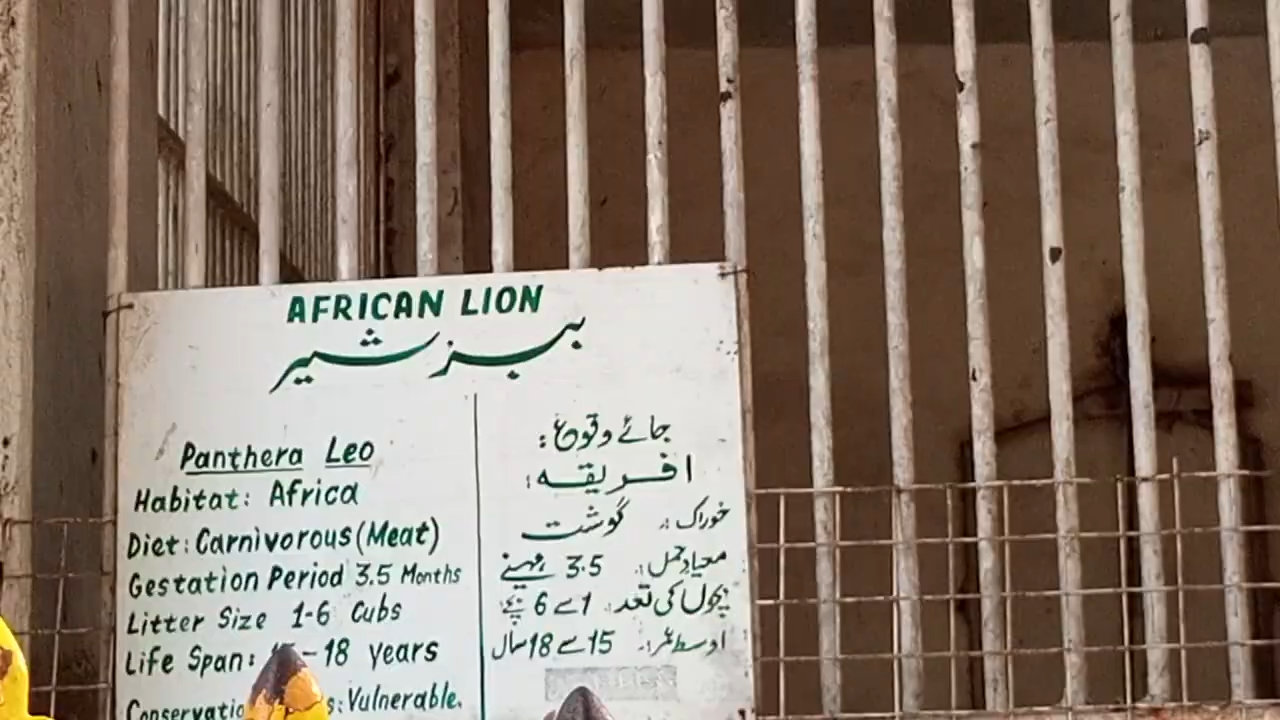 AFRICAN LION
ببر شیر
Panthera Leo
Habitat: Africa
Diet: Carnivorous (Meat)
Gestation Period 3.5 Months
Litter Size 1-6 Cubs
Life Span: - 18 years
Vulnerable.
جائے وقوع:
افریقہ:
خوراک: گوشت
معیاد حمل: 3.5 مہینے
بچوں کی تعد: 1 سے 6 بچے
اوسط عمر: 15 سے 18 سال